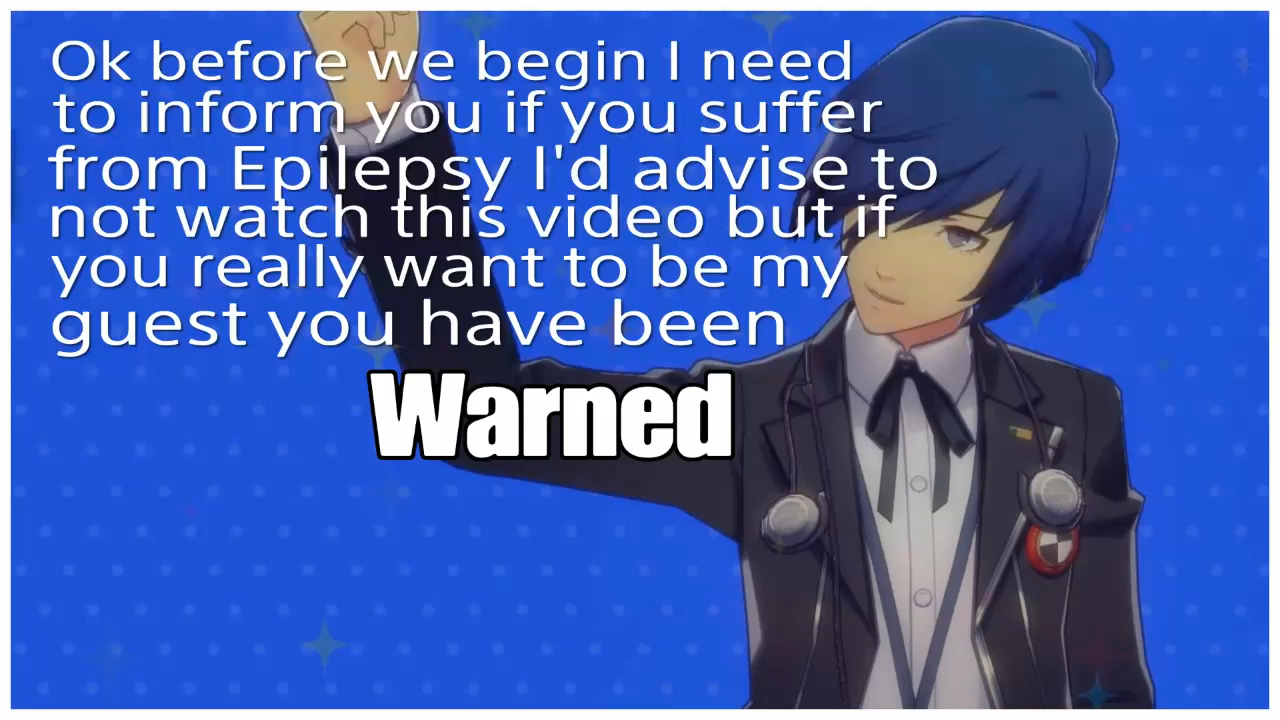 Ok before we begin I need
to inform you if you suffer
from Epilepsy I'd advise to
not watch this video but if
you really want to be my
guest you have been
Warned